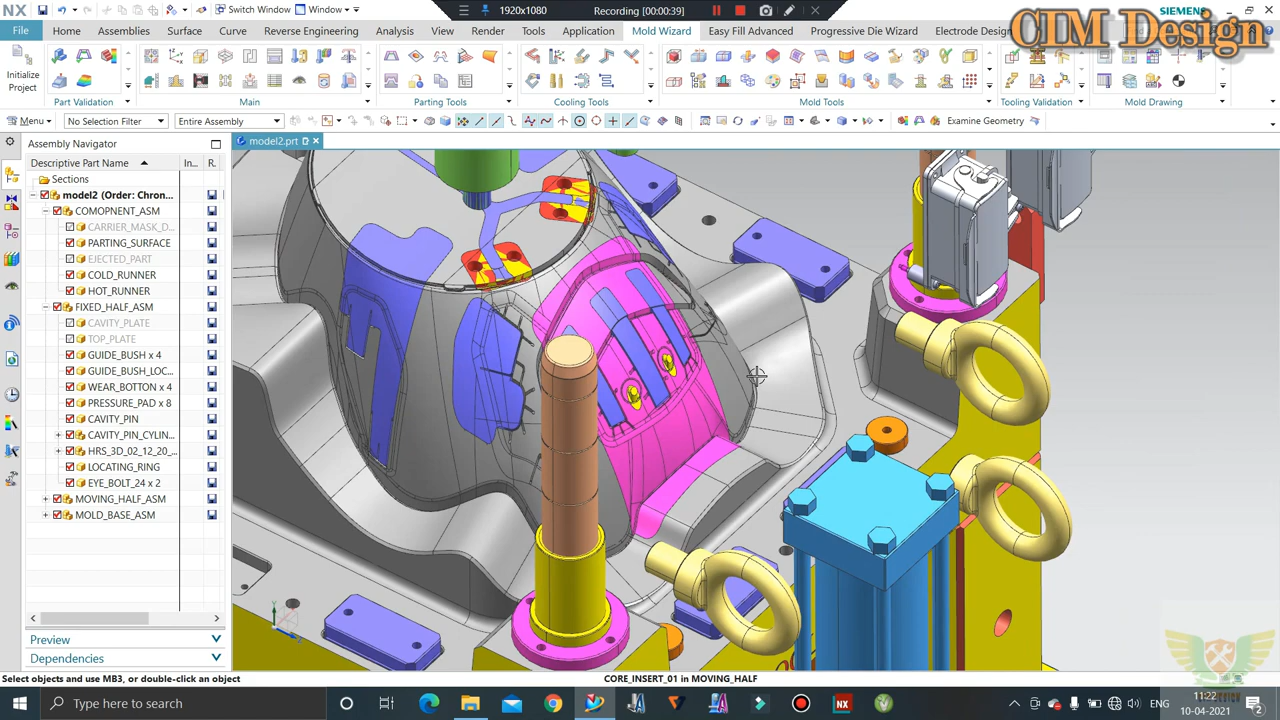 NX
Switch Window
Window
1920x1080
Recording [00:00:39]
SIEMENS
CIM Design
File
Home
Assemblies
Surface
Curve
Reverse Engineering
Analysis
View
Render
Tools
Application
Mold Wizard
Easy Fill Advanced
Progressive Die Wizard
Electrode Design
Initialize
Project
Part Validation
Main
Parting Tools
Cooling Tools
Mold Tools
Tooling Validation
Mold Drawing
Menu
No Selection Filter
Entire Assembly
Examine Geometry
Assembly Navigator
model2.prt
Descriptive Part Name
In...
R.
Sections
model2 (Order: Chron...
COMOPNENT_ASM
CARRIER_MASK_D...
PARTING_SURFACE
EJECTED_PART
COLD_RUNNER
HOT_RUNNER
FIXED_HALF_ASM
CAVITY_PLATE
TOP_PLATE
GUIDE_BUSH x 4
GUIDE_BUSH_LOC...
WEAR_BOTTON x 4
PRESSURE_PAD x 8
CAVITY_PIN
CAVITY_PIN_CYLIN...
HRS_3D_02_12_20_...
LOCATING_RING
EYE_BOLT_24 x 2
MOVING_HALF_ASM
MOLD_BASE_ASM
Preview
Dependencies
Select objects and use MB3, or double-click an object
CORE_INSERT_01 in MOVING_HALF
Type here to search
NX
ENG
11:22
10-04-2021
2